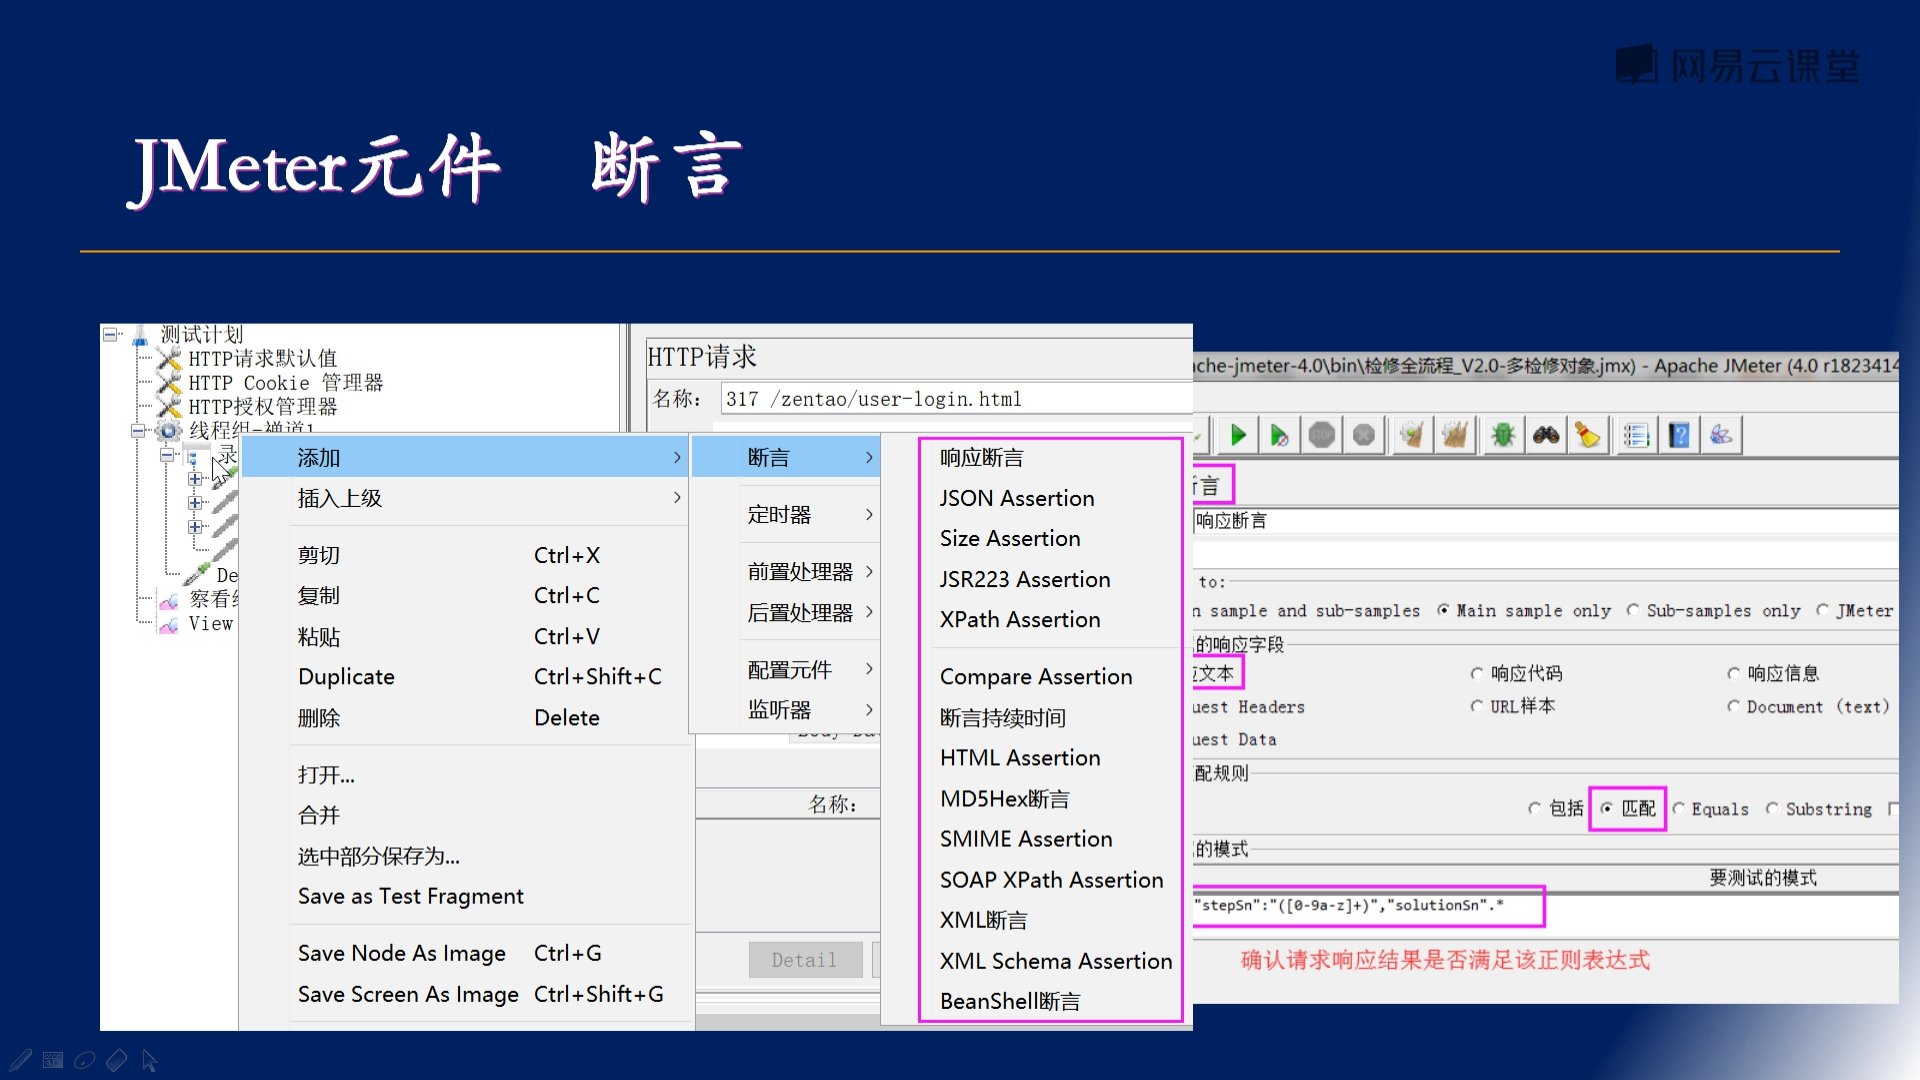 网易云课堂
JMeter元件 断言
测试计划
HTTP请求默认值
HTTP Cookie 管理器
HTTP授权管理器
线程组-禅道1
录
De
察看结
View
添加
插入上级
剪切 Ctrl+X
复制 Ctrl+C
粘贴 Ctrl+V
Duplicate Ctrl+Shift+C
删除 Delete
打开...
合并
选中部分保存为...
Save as Test Fragment
Save Node As Image Ctrl+G
Save Screen As Image Ctrl+Shift+G
HTTP请求
名称: 317 /zentao/user-login.html
断言
定时器
前置处理器
后置处理器
配置元件
监听器
名称:
Detail
响应断言
JSON Assertion
Size Assertion
JSR223 Assertion
XPath Assertion
Compare Assertion
断言持续时间
HTML Assertion
MD5Hex断言
SMIME Assertion
SOAP XPath Assertion
XML断言
XML Schema Assertion
BeanShell断言
che-jmeter-4.0\bin\检修全流程_V2.0-多检修对象.jmx) - Apache JMeter (4.0 r1823414
STOP
言
响应断言
to:
n sample and sub-samples Main sample only Sub-samples only JMeter
的响应字段
文本 响应代码 响应信息
uest Headers URL样本 Document (text)
uest Data
配规则
包括 匹配 Equals Substring
的模式
要测试的模式
"stepSn":"([0-9a-z]+)","solutionSn".*
确认请求响应结果是否满足该正则表达式